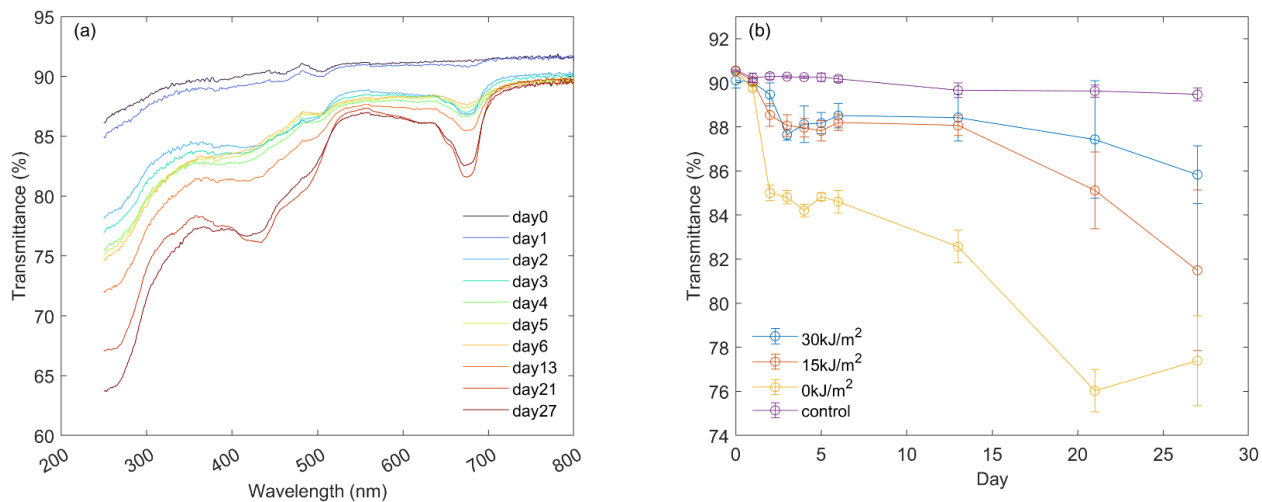 (a)
95
90
85
80
75
70
65
60
Transmittance (%)
200 300 400 500 600 700 800
Wavelength (nm)
day0
day1
day2
day3
day4
day5
day6
day13
day21
day27
(b)
92
90
88
86
84
82
80
78
76
74
Transmittance (%)
0 5 10 15 20 25 30
Day
30kJ/m²
15kJ/m²
0kJ/m²
control